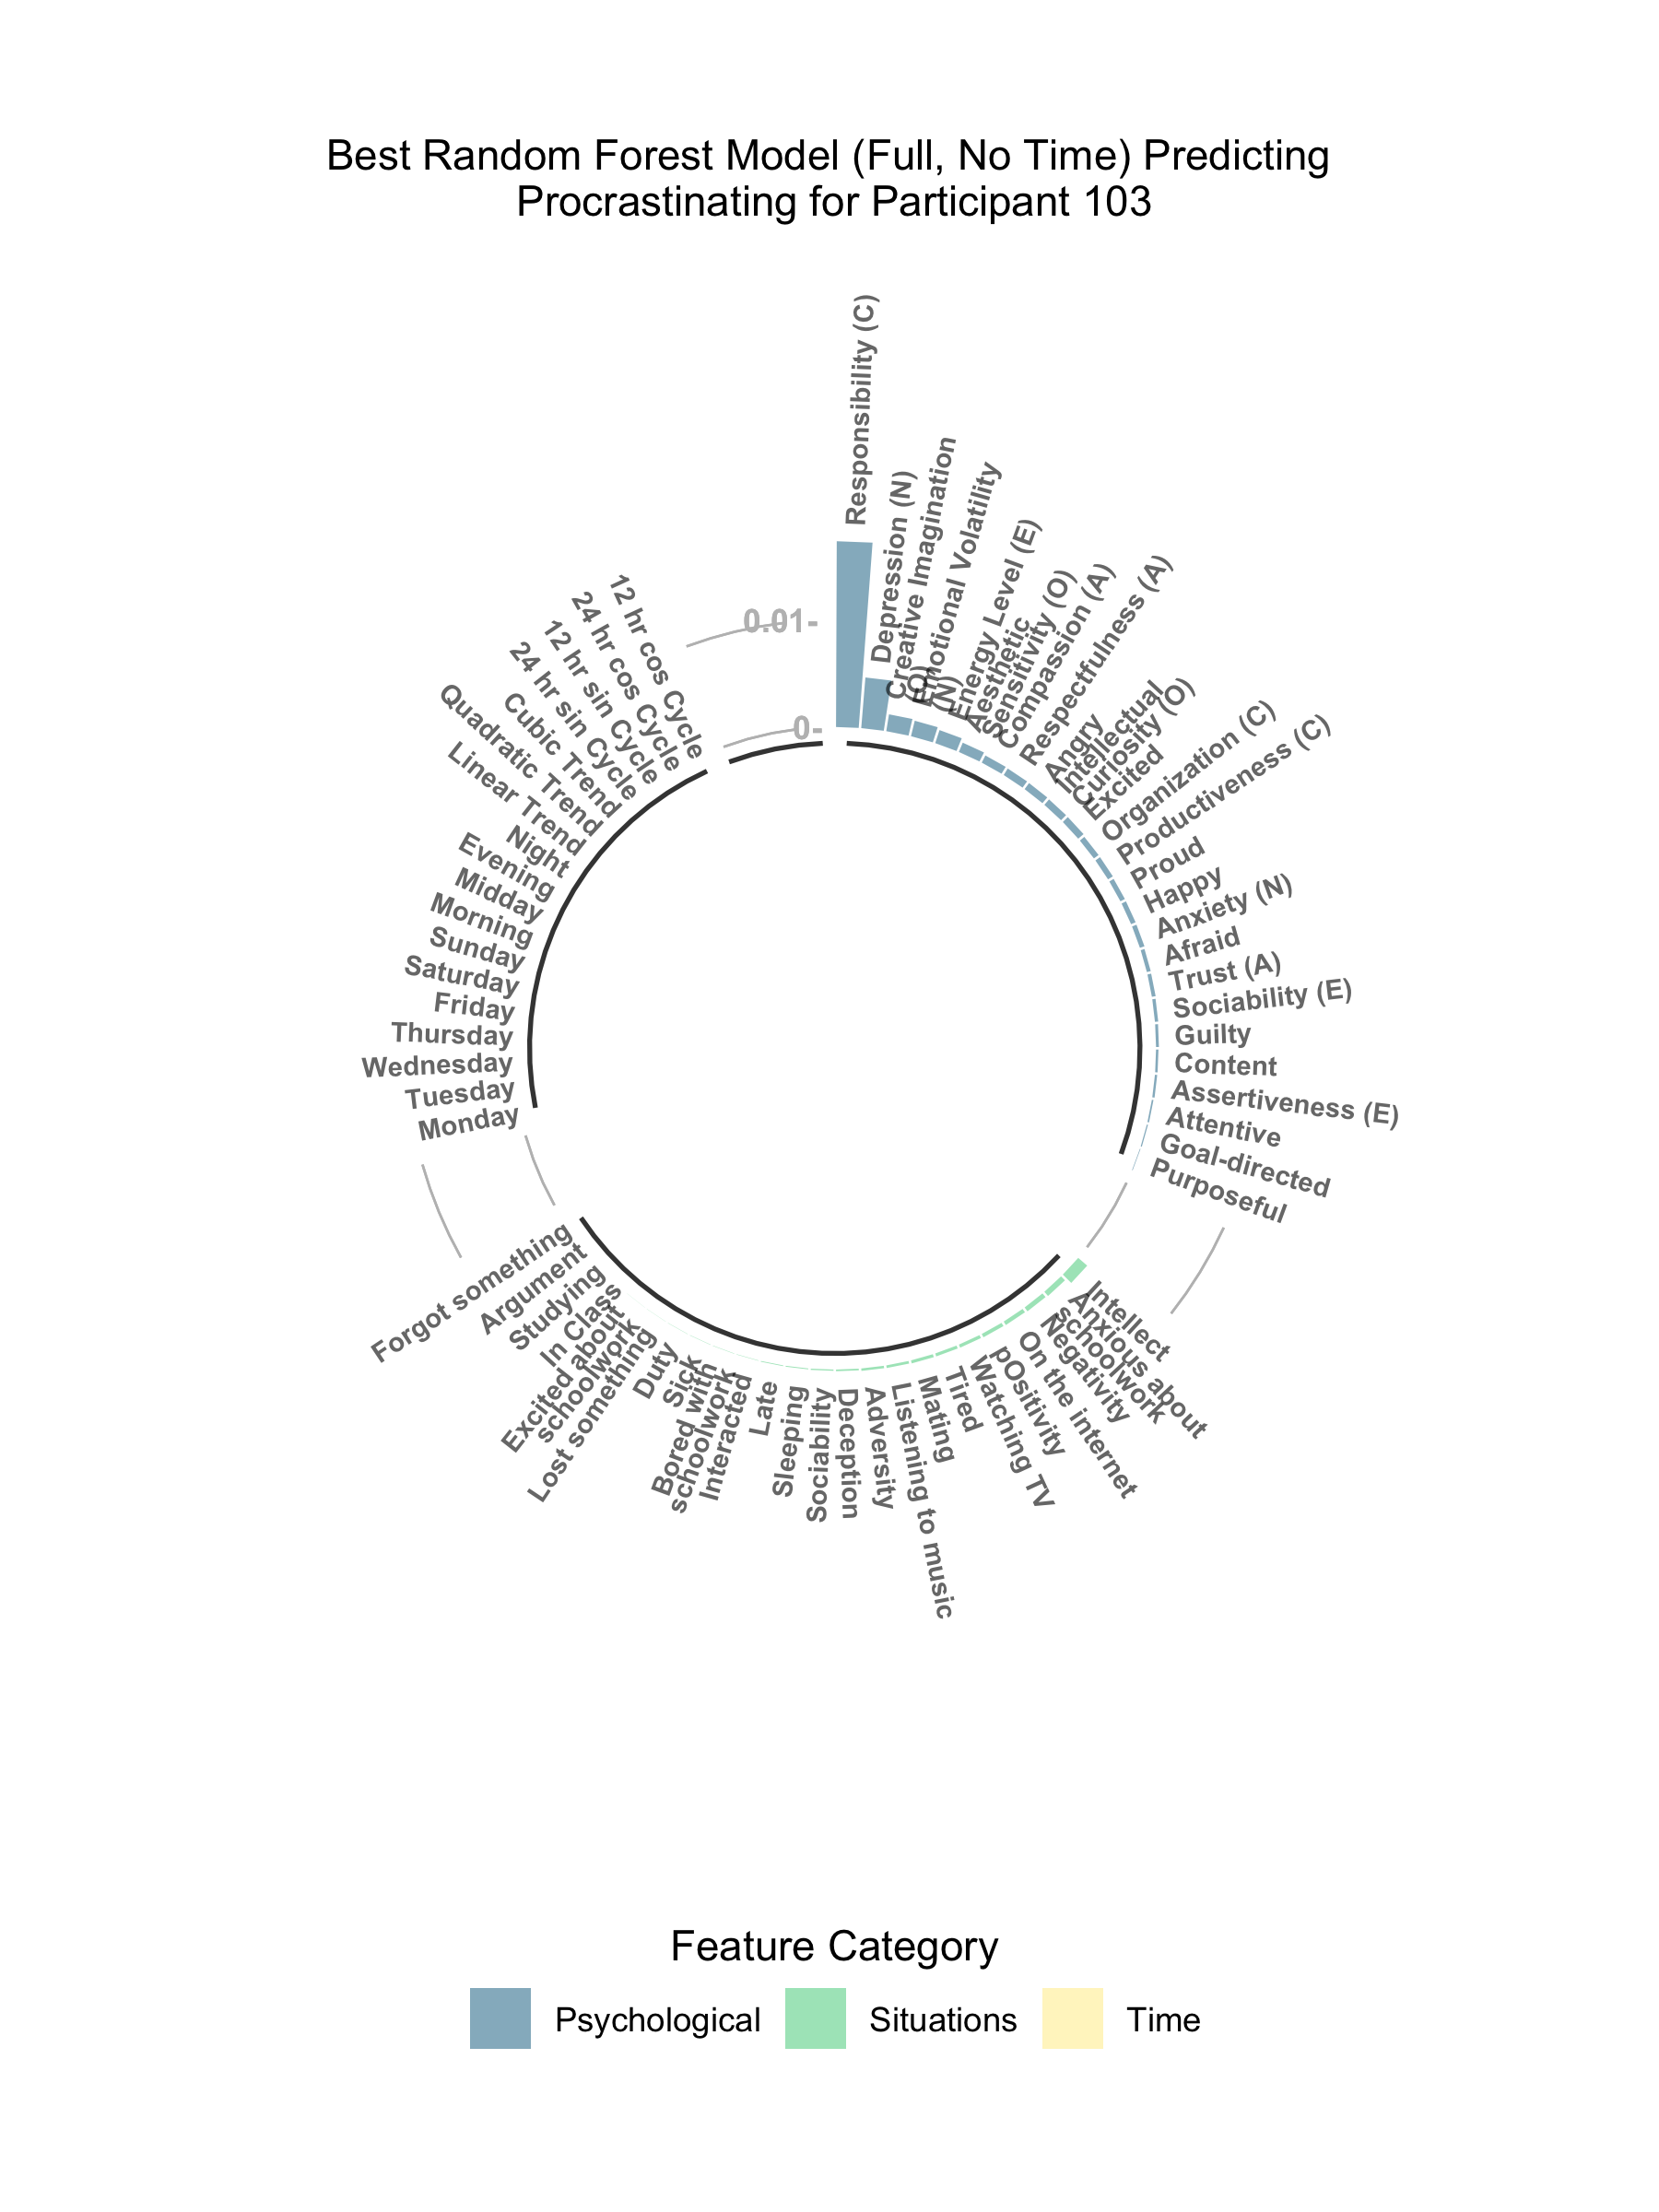 Best Random Forest Model (Full, No Time) Predicting
Procrastinating for Participant 103
0.01-
0-
Responsibility (C)
Depression (N)
Creative Imagination
(O)
Emotional Volatility
(N)
Energy Level (E)
Aesthetic
Sensitivity (O)
Compassion (A)
Respectfulness (A)
Angry
Intellectual
Curiosity (O)
Excited
Organization (C)
Productiveness (C)
Proud
Happy
Anxiety (N)
Afraid
Trust (A)
Sociability (E)
Guilty
Content
Assertiveness (E)
Attentive
Goal-directed
Purposeful
Intellect
Anxious about
schoolwork
Negativity
On the internet
pOsitivity
Watching TV
Tired
Mating
Listening to music
Adversity
Deception
Sociability
Sleeping
Late
Interacted
Bored with
schoolwork
Sick
Duty
Lost something
Excited about
schoolwork
In Class
Studying
Argument
Forgot something
Monday
Tuesday
Wednesday
Thursday
Friday
Saturday
Sunday
Morning
Midday
Evening
Night
Linear Trend
Quadratic Trend
Cubic Trend
24 hr sin Cycle
12 hr sin Cycle
24 hr cos Cycle
12 hr cos Cycle
Feature Category
Psychological
Situations
Time